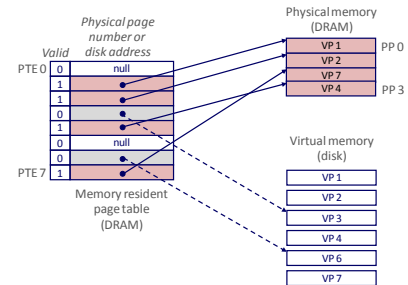 Physical page
number or
disk address
Valid
PTE 0
0
null
1
1
0
1
0
null
0
PTE 7
1
Memory resident
page table
(DRAM)
Physical memory
(DRAM)
VP 1
PP 0
VP 2
VP 7
VP 4
PP 3
Virtual memory
(disk)
VP 1
VP 2
VP 3
VP 4
VP 6
VP 7